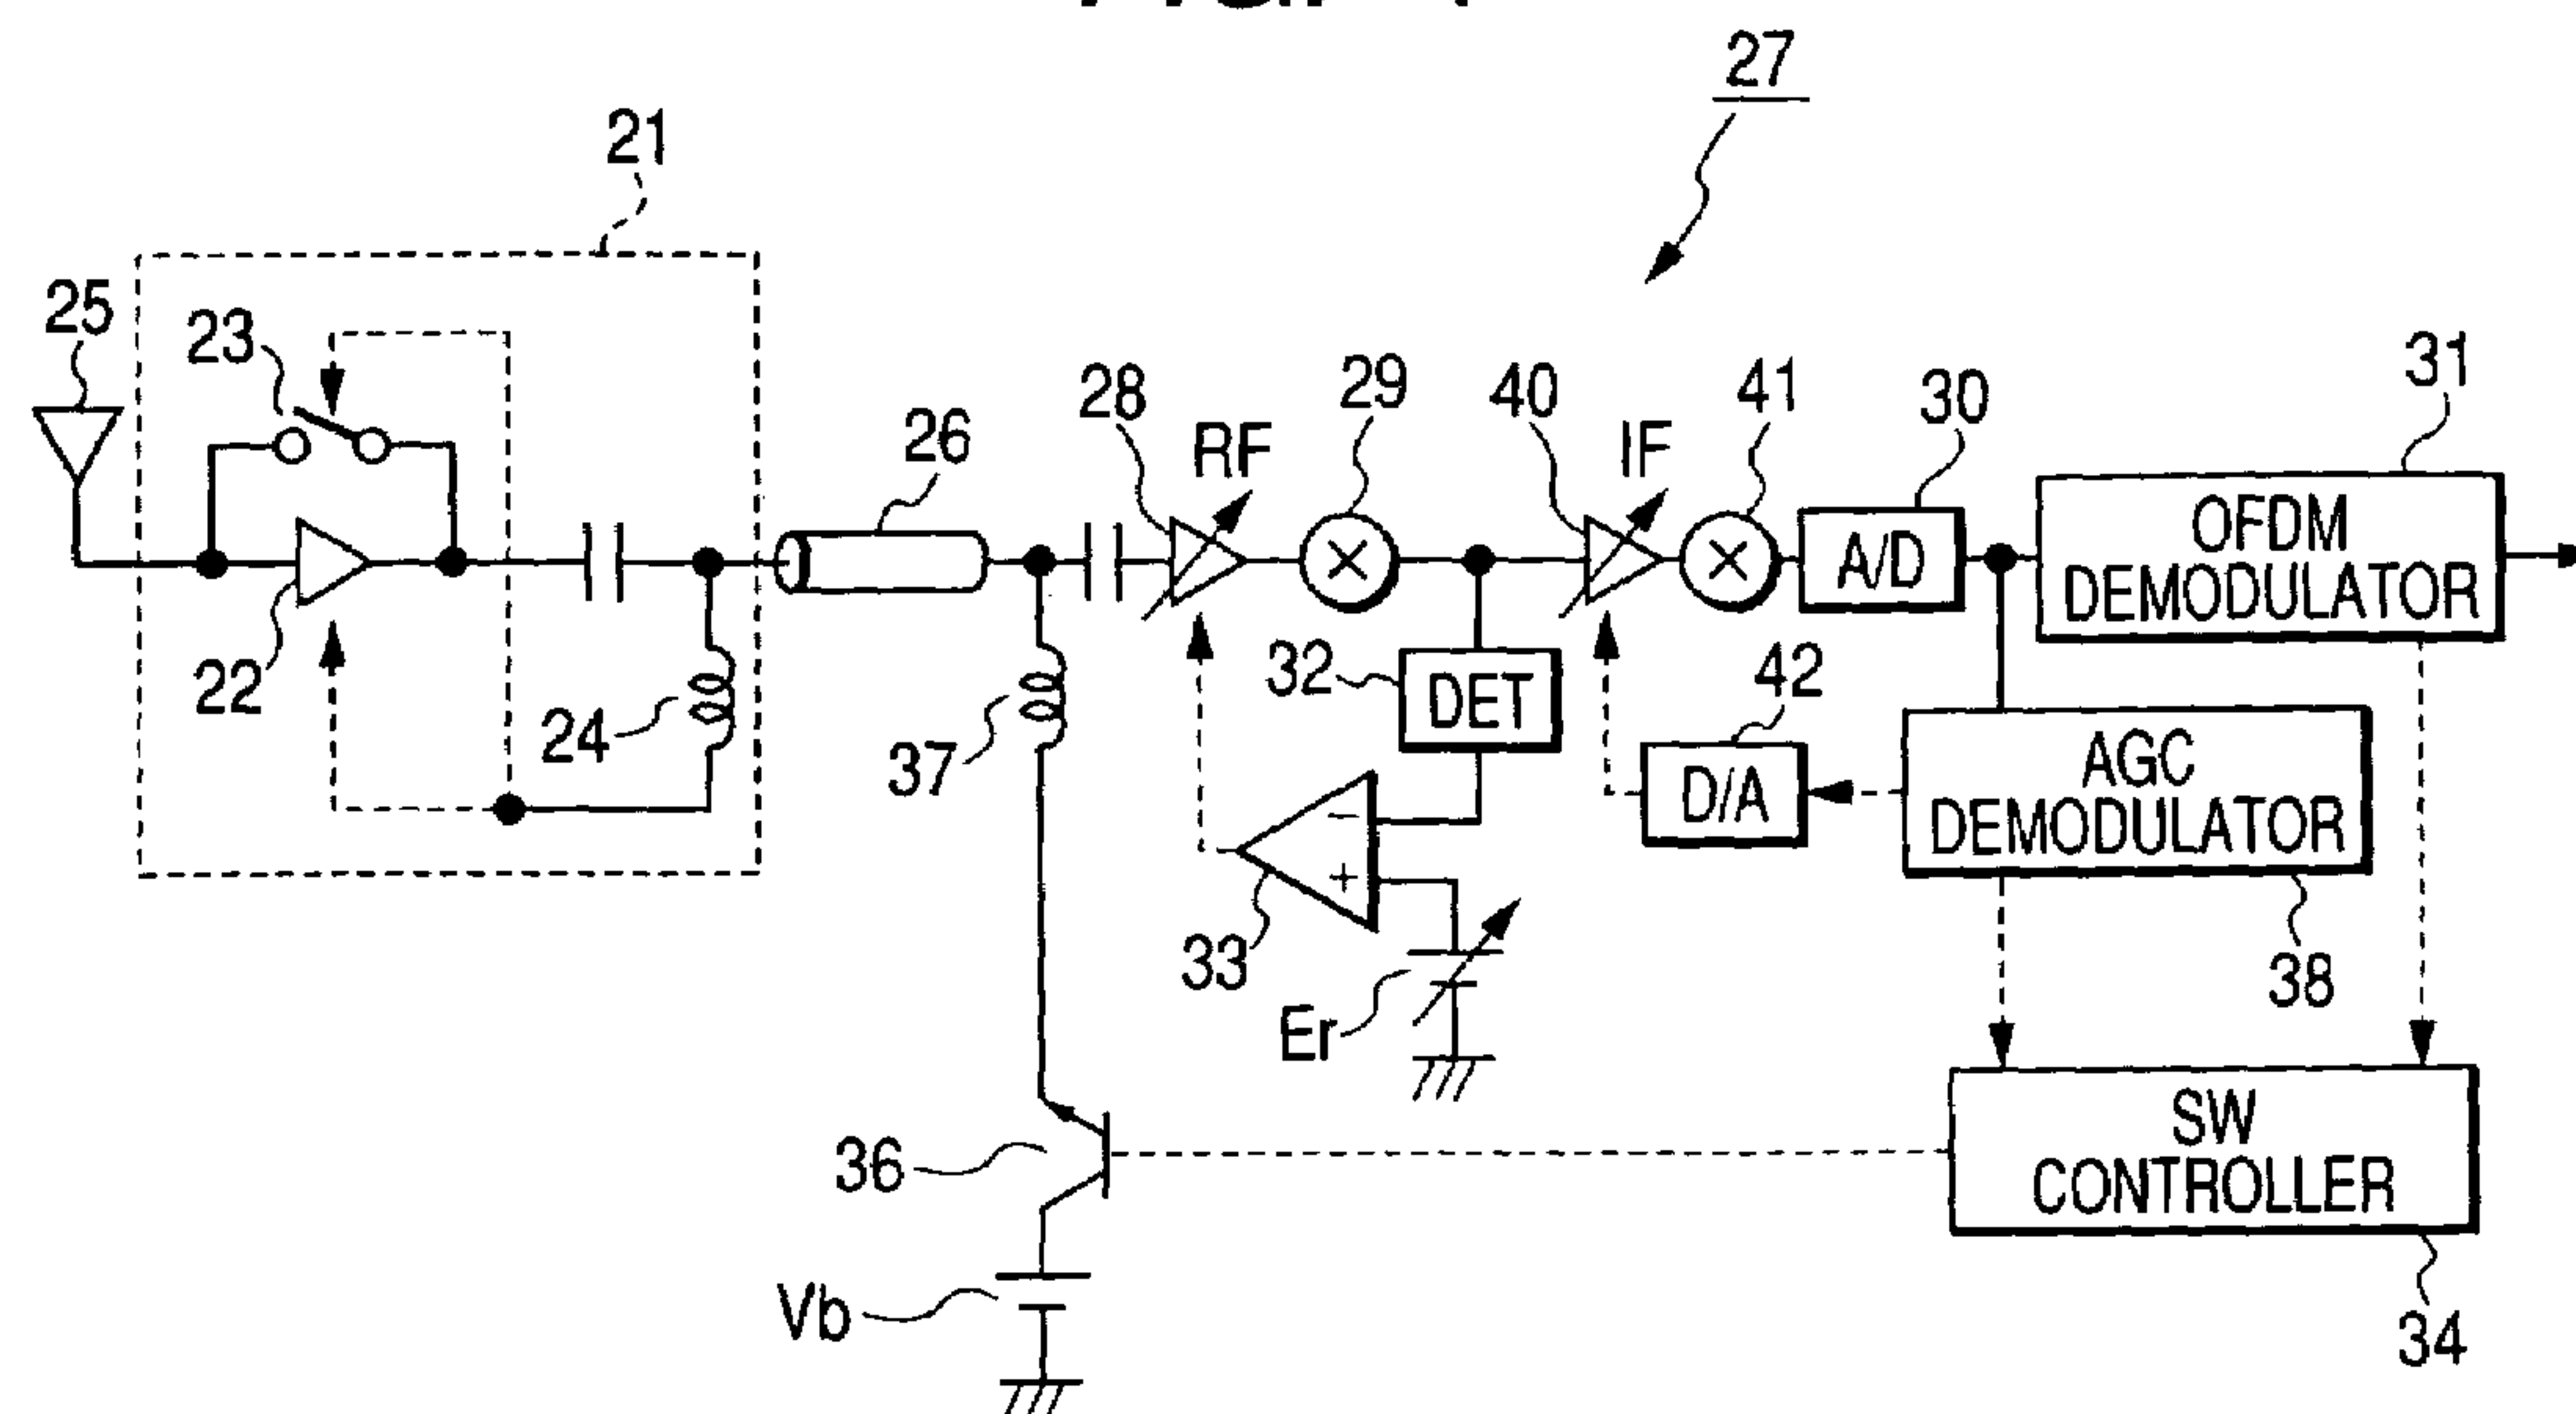 27
21
25
23
22
24
26
28
RF
29
40
IF
41
30
31
A/D
OFDM
DEMODULATOR
32
DET
42
D/A
AGC
DEMODULATOR
37
−
+
33
Er
38
36
SW
CONTROLLER
Vb
34